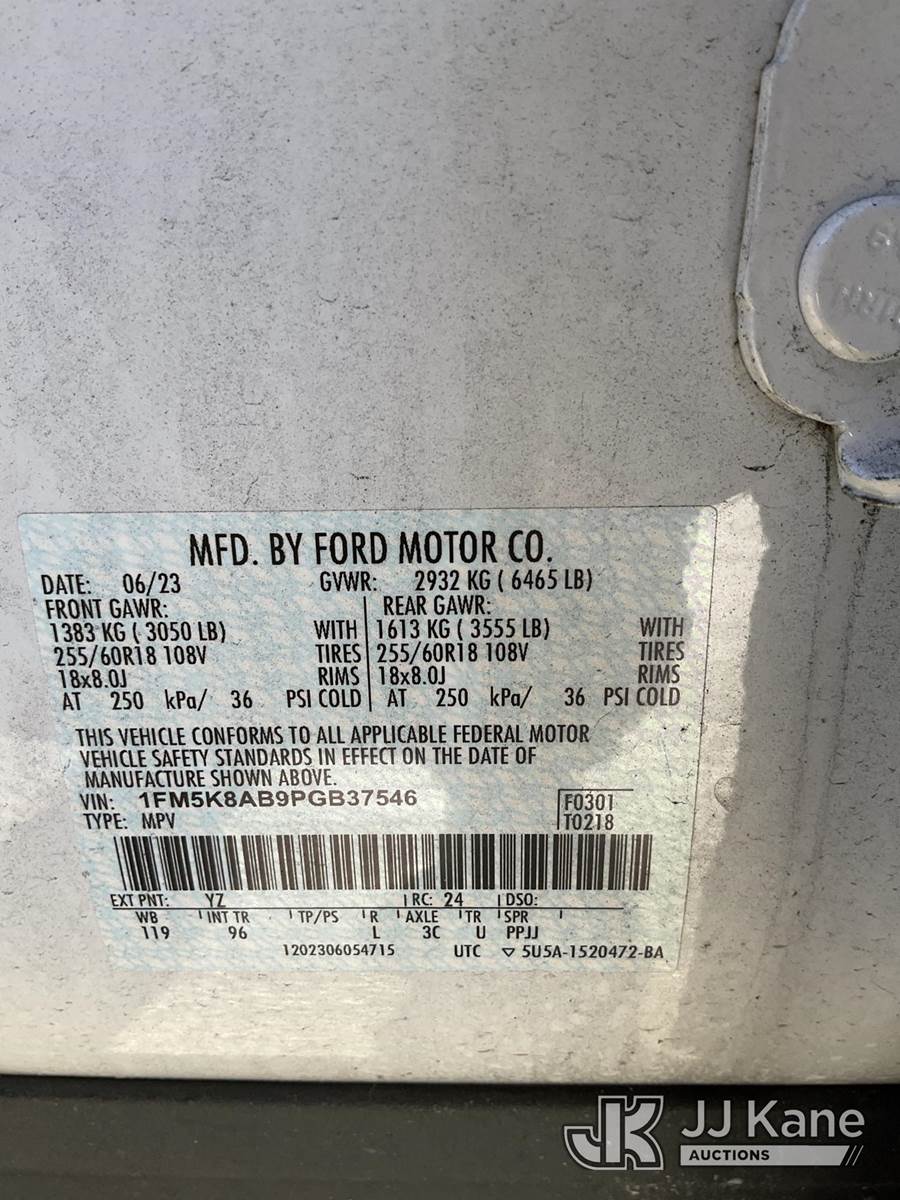 MFD. BY FORD MOTOR CO.
DATE: 06/23 GVWR: 2932 KG ( 6465 LB)
FRONT GAWR: REAR GAWR:
1383 KG ( 3050 LB) WITH 1613 KG ( 3555 LB) WITH
255/60R18 108V TIRES 255/60R18 108V TIRES
18x8.0J RIMS 18x8.0J RIMS
AT 250 kPa/ 36 PSI COLD AT 250 kPa/ 36 PSI COLD
THIS VEHICLE CONFORMS TO ALL APPLICABLE FEDERAL MOTOR
VEHICLE SAFETY STANDARDS IN EFFECT ON THE DATE OF
MANUFACTURE SHOWN ABOVE.
VIN: 1FM5K8AB9PGB37546 F0301
TYPE: MPV T0218
EXT PNT: YZ RC: 24 DSO:
WB INT TR TP/PS R AXLE TR SPR
119 96 L 3C U PPJJ
1202306054715 UTC ▽ 5U5A-1520472-BA
JK JJ Kane
AUCTIONS